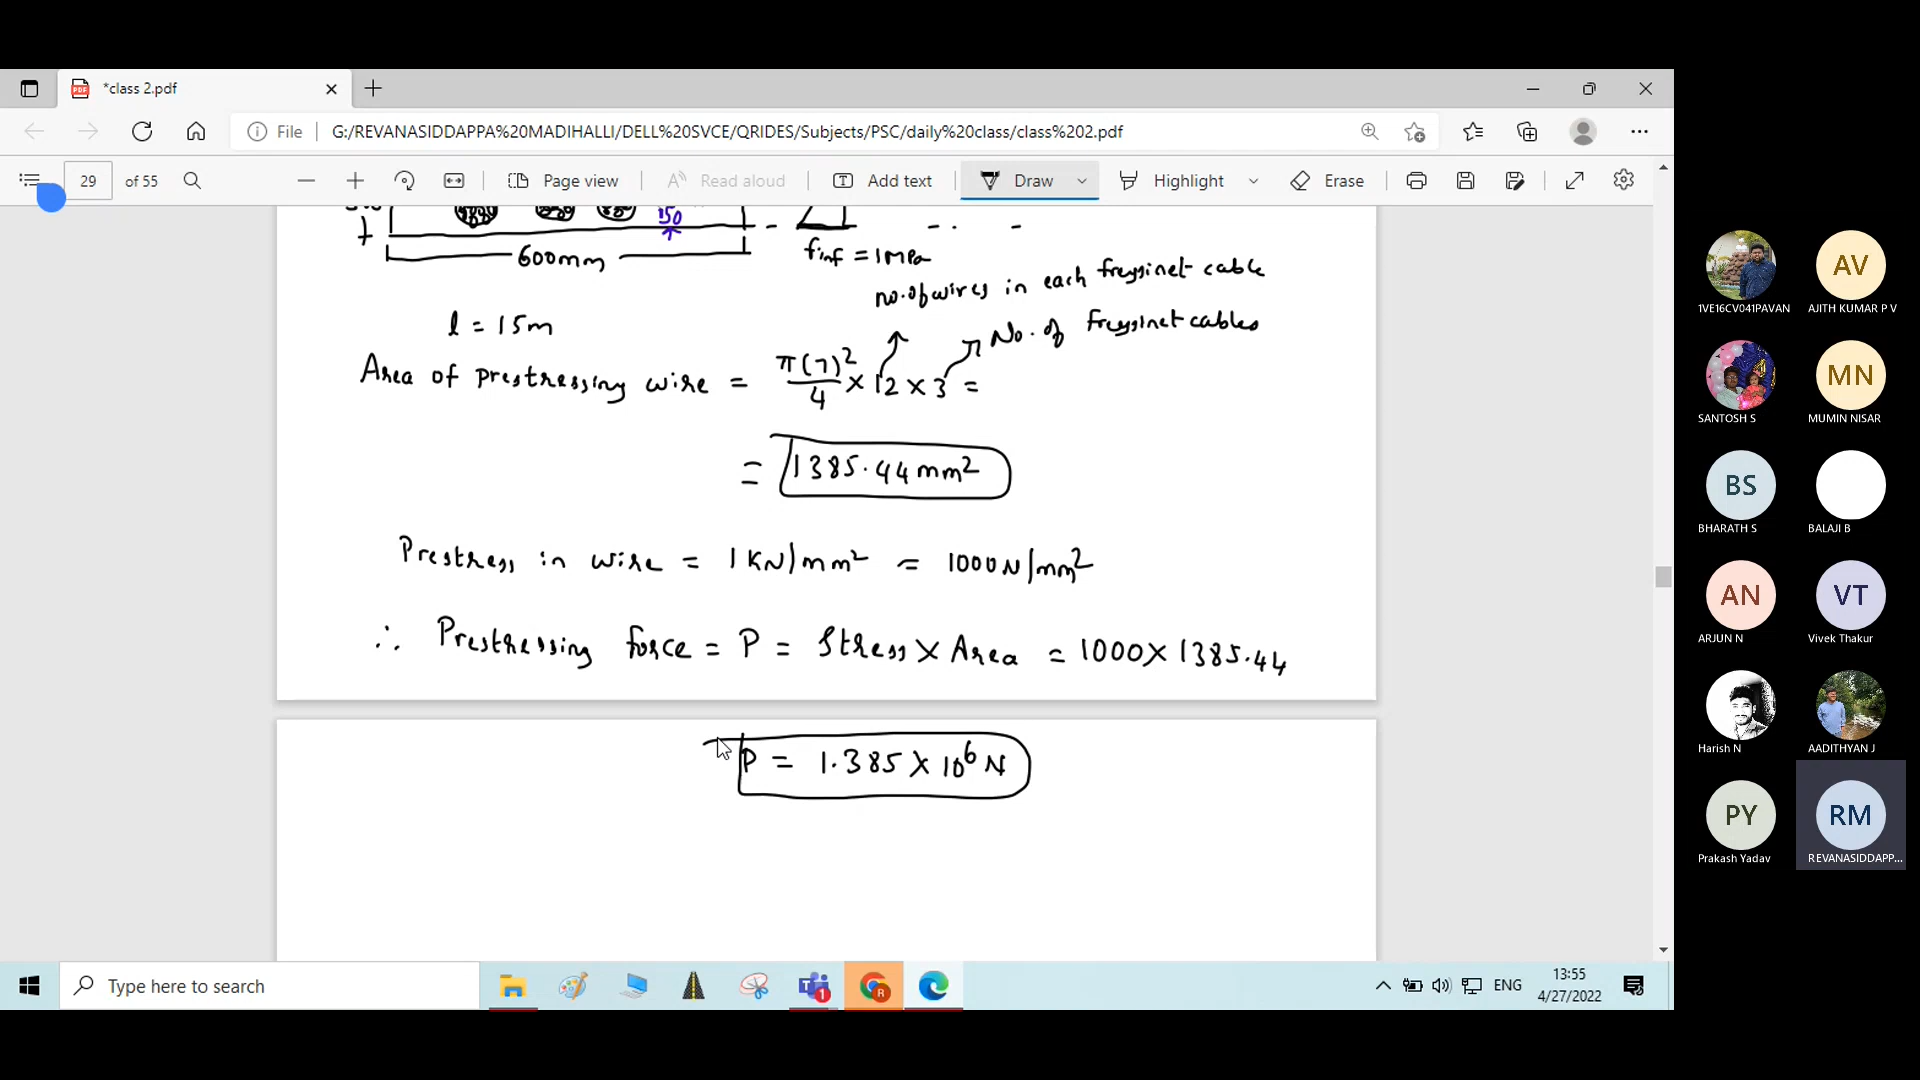 *class 2.pdf
File
G:/REVANASIDDAPPA%20MADIHALLI/DELL%20SVCE/QRIDES/Subjects/PSC/daily%20class/class%202.pdf
29 of 55
Page view
Read aloud
Add text
Draw
Highlight
Erase
150
600mm
finf = 1MPa
no.of wires in each freysinet cable
l = 15m
No. of Freysinet cables
Area of prestressing wire = π(7)²/4 × 12 × 3 =
= 1385.44 mm²
Prestress in wire = 1 KN/mm² = 1000N/mm²
∴ Prestressing force = P = Stress × Area = 1000 × 1385.44
P = 1.385 × 10⁶ N
1VE16CV041PAVAN
AV
AJITH KUMAR P V
SANTOSH S
MN
MUMIN NISAR
BS
BHARATH S
BALAJI B
AN
ARJUN N
VT
Vivek Thakur
Harish N
AADITHYAN J
PY
Prakash Yadav
RM
REVANASIDDAPP...
Type here to search
1
R
ENG
13:55
4/27/2022